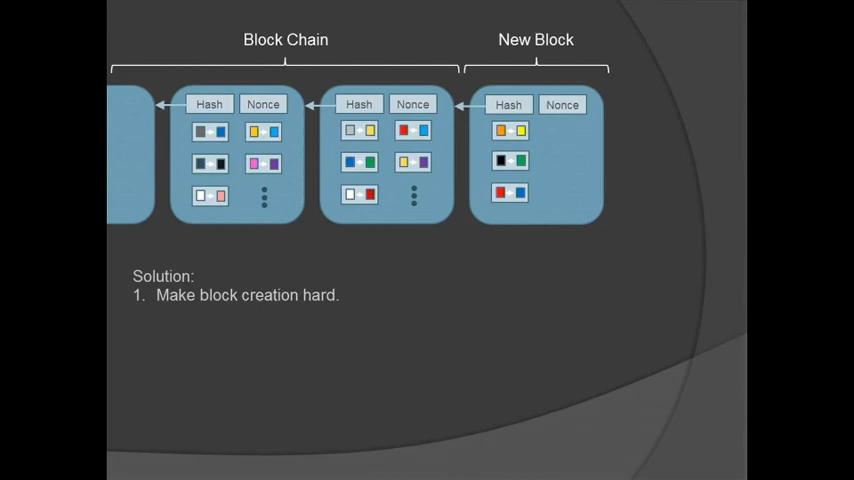 Block Chain
New Block
Hash Nonce
Hash Nonce
Hash Nonce
Solution:
1. Make block creation hard.